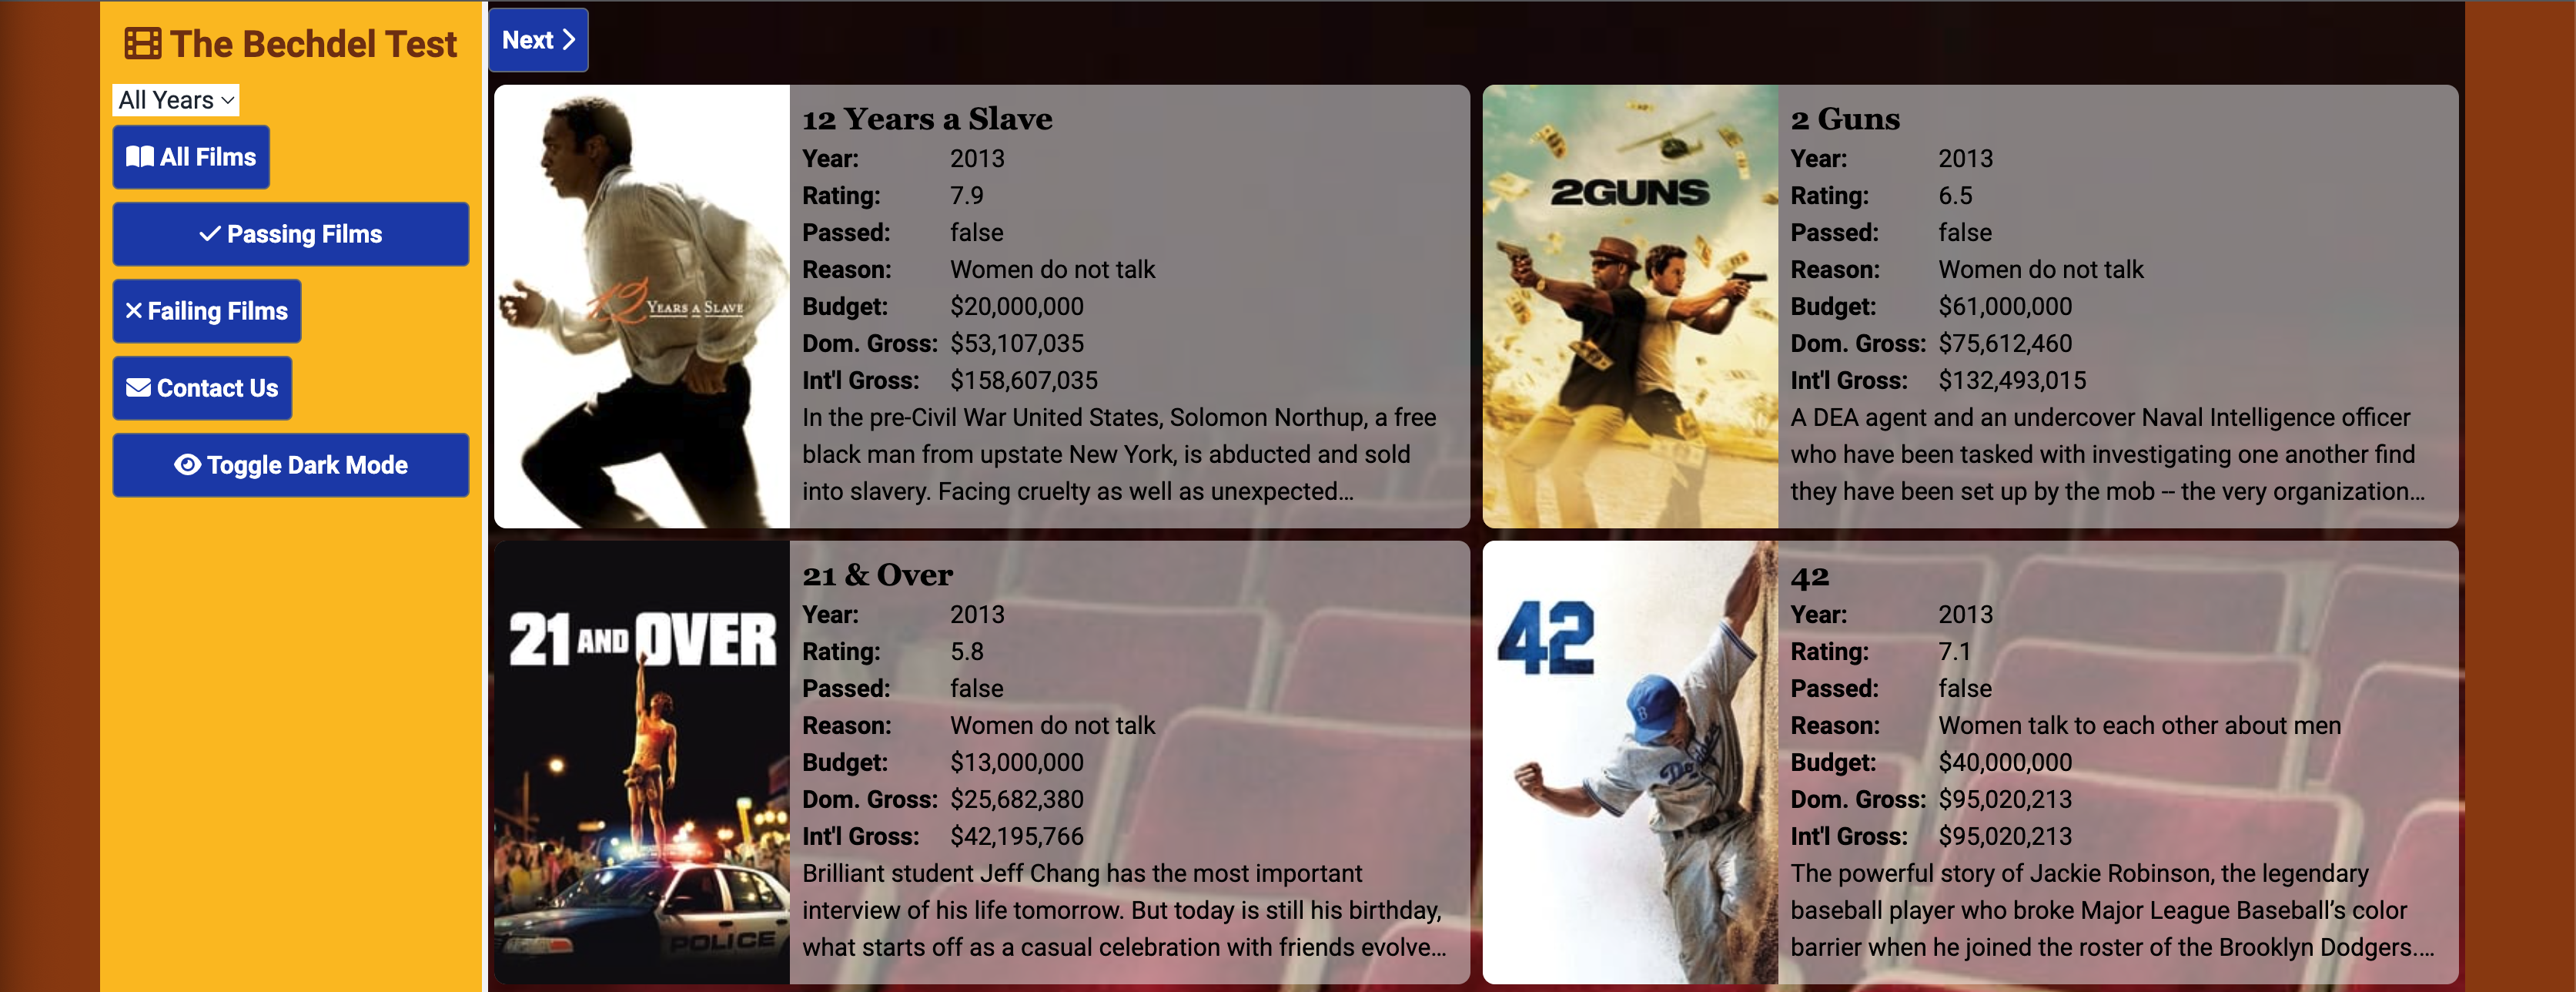 The Bechdel Test
All Years
All Films
Passing Films
Failing Films
Contact Us
Toggle Dark Mode
Next
12 YEARS A SLAVE
12 Years a Slave
Year: 2013
Rating: 7.9
Passed: false
Reason: Women do not talk
Budget: $20,000,000
Dom. Gross: $53,107,035
Int'l Gross: $158,607,035
In the pre-Civil War United States, Solomon Northup, a free
black man from upstate New York, is abducted and sold
into slavery. Facing cruelty as well as unexpected…
2GUNS
2 Guns
Year: 2013
Rating: 6.5
Passed: false
Reason: Women do not talk
Budget: $61,000,000
Dom. Gross: $75,612,460
Int'l Gross: $132,493,015
A DEA agent and an undercover Naval Intelligence officer
who have been tasked with investigating one another find
they have been set up by the mob -- the very organization…
21 AND OVER
POLICE
21 & Over
Year: 2013
Rating: 5.8
Passed: false
Reason: Women do not talk
Budget: $13,000,000
Dom. Gross: $25,682,380
Int'l Gross: $42,195,766
Brilliant student Jeff Chang has the most important
interview of his life tomorrow. But today is still his birthday,
what starts off as a casual celebration with friends evolve…
42
B
Dodgers
42
Year: 2013
Rating: 7.1
Passed: false
Reason: Women talk to each other about men
Budget: $40,000,000
Dom. Gross: $95,020,213
Int'l Gross: $95,020,213
The powerful story of Jackie Robinson, the legendary
baseball player who broke Major League Baseball’s color
barrier when he joined the roster of the Brooklyn Dodgers.…